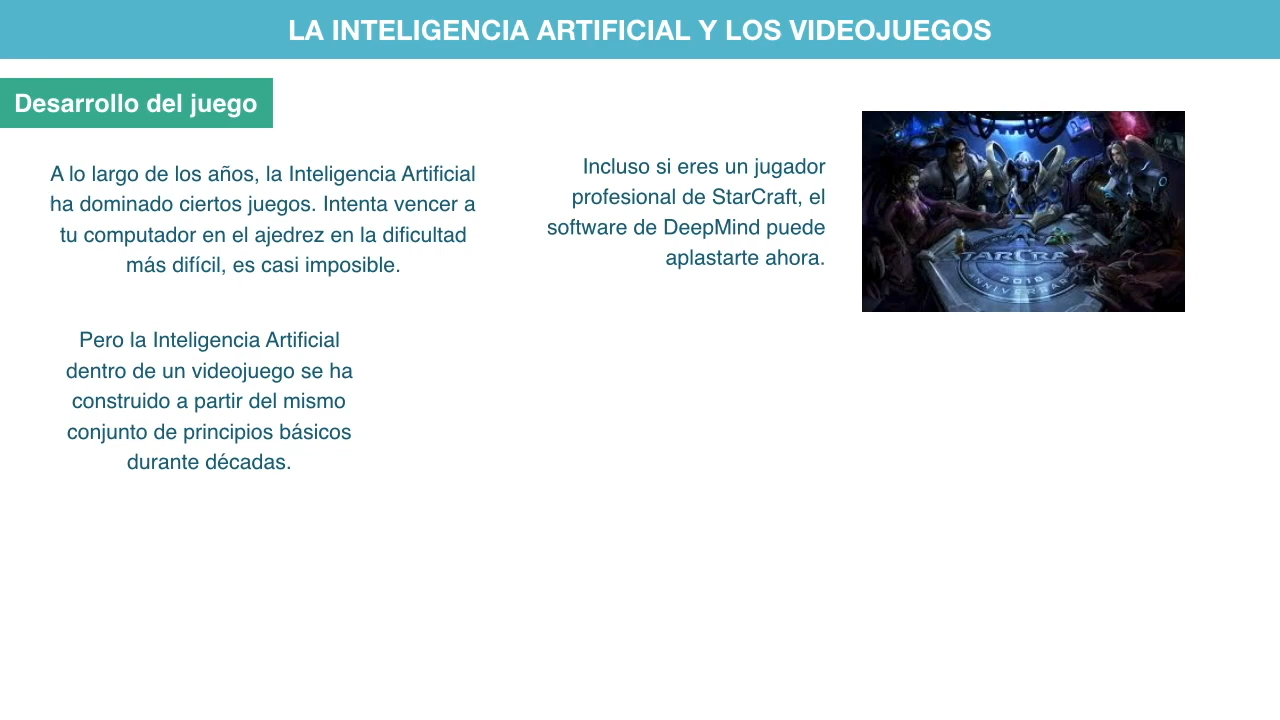 LA INTELIGENCIA ARTIFICIAL Y LOS VIDEOJUEGOS
Desarrollo del juego
A lo largo de los años, la Inteligencia Artificial
ha dominado ciertos juegos. Intenta vencer a
tu computador en el ajedrez en la dificultad
más difícil, es casi imposible.
Incluso si eres un jugador
profesional de StarCraft, el
software de DeepMind puede
aplastarte ahora.
TARCRA
2018
ANNIVERSAR
Pero la Inteligencia Artificial
dentro de un videojuego se ha
construido a partir del mismo
conjunto de principios básicos
durante décadas.